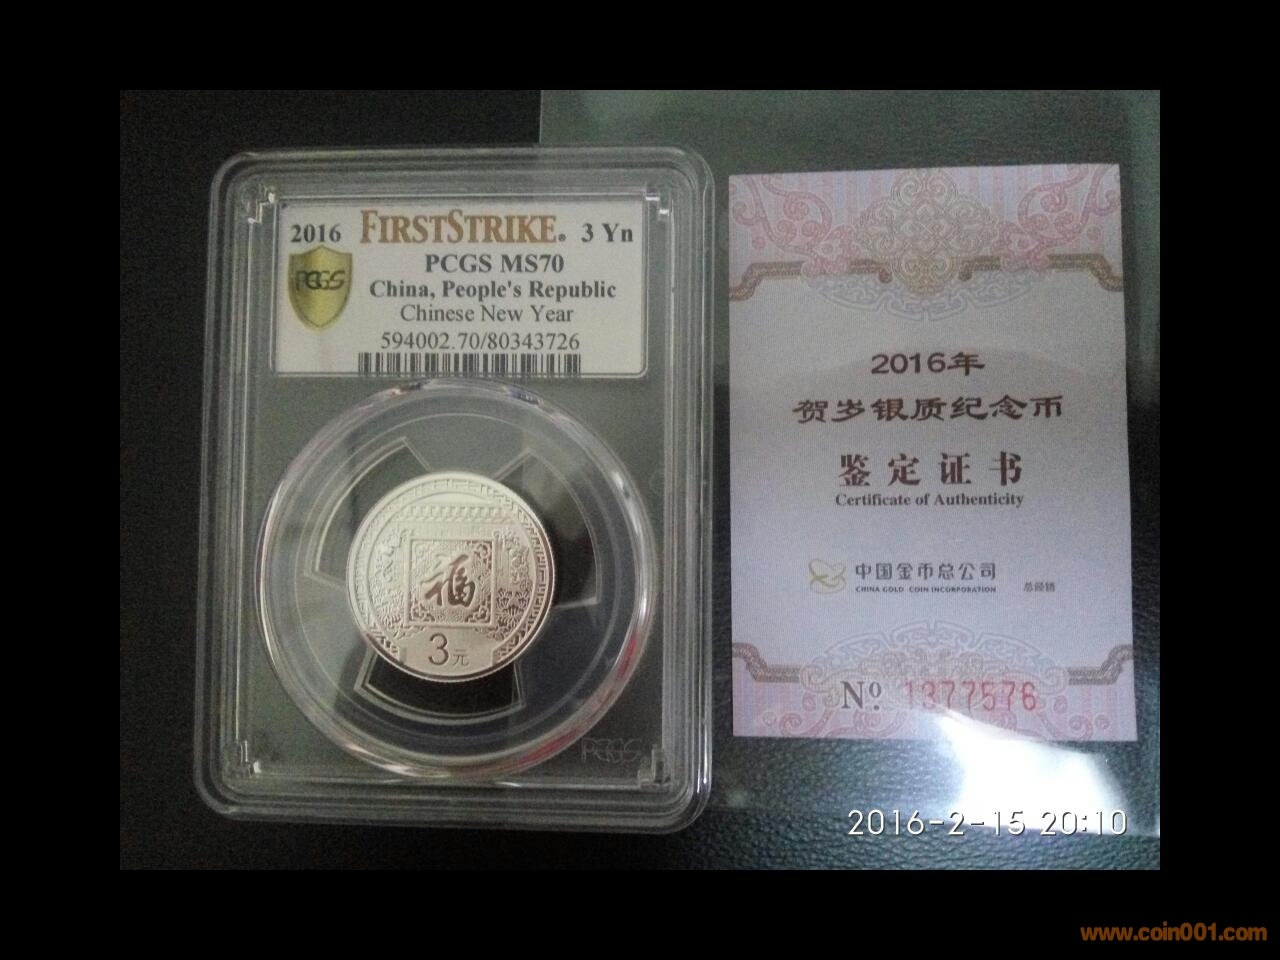 2016 FIRSTSTRIKE® 3 Yn
PCGS
PCGS MS70
China, People's Republic
Chinese New Year
594002.70/80343726
福
3元
PCGS
2016年
贺岁银质纪念币
鉴定证书
Certificate of Authenticity
中国金币总公司
CHINA GOLD COIN INCORPORATION
总经销
Nº. 1377576
2016-2-15 20:10
www.coin001.com